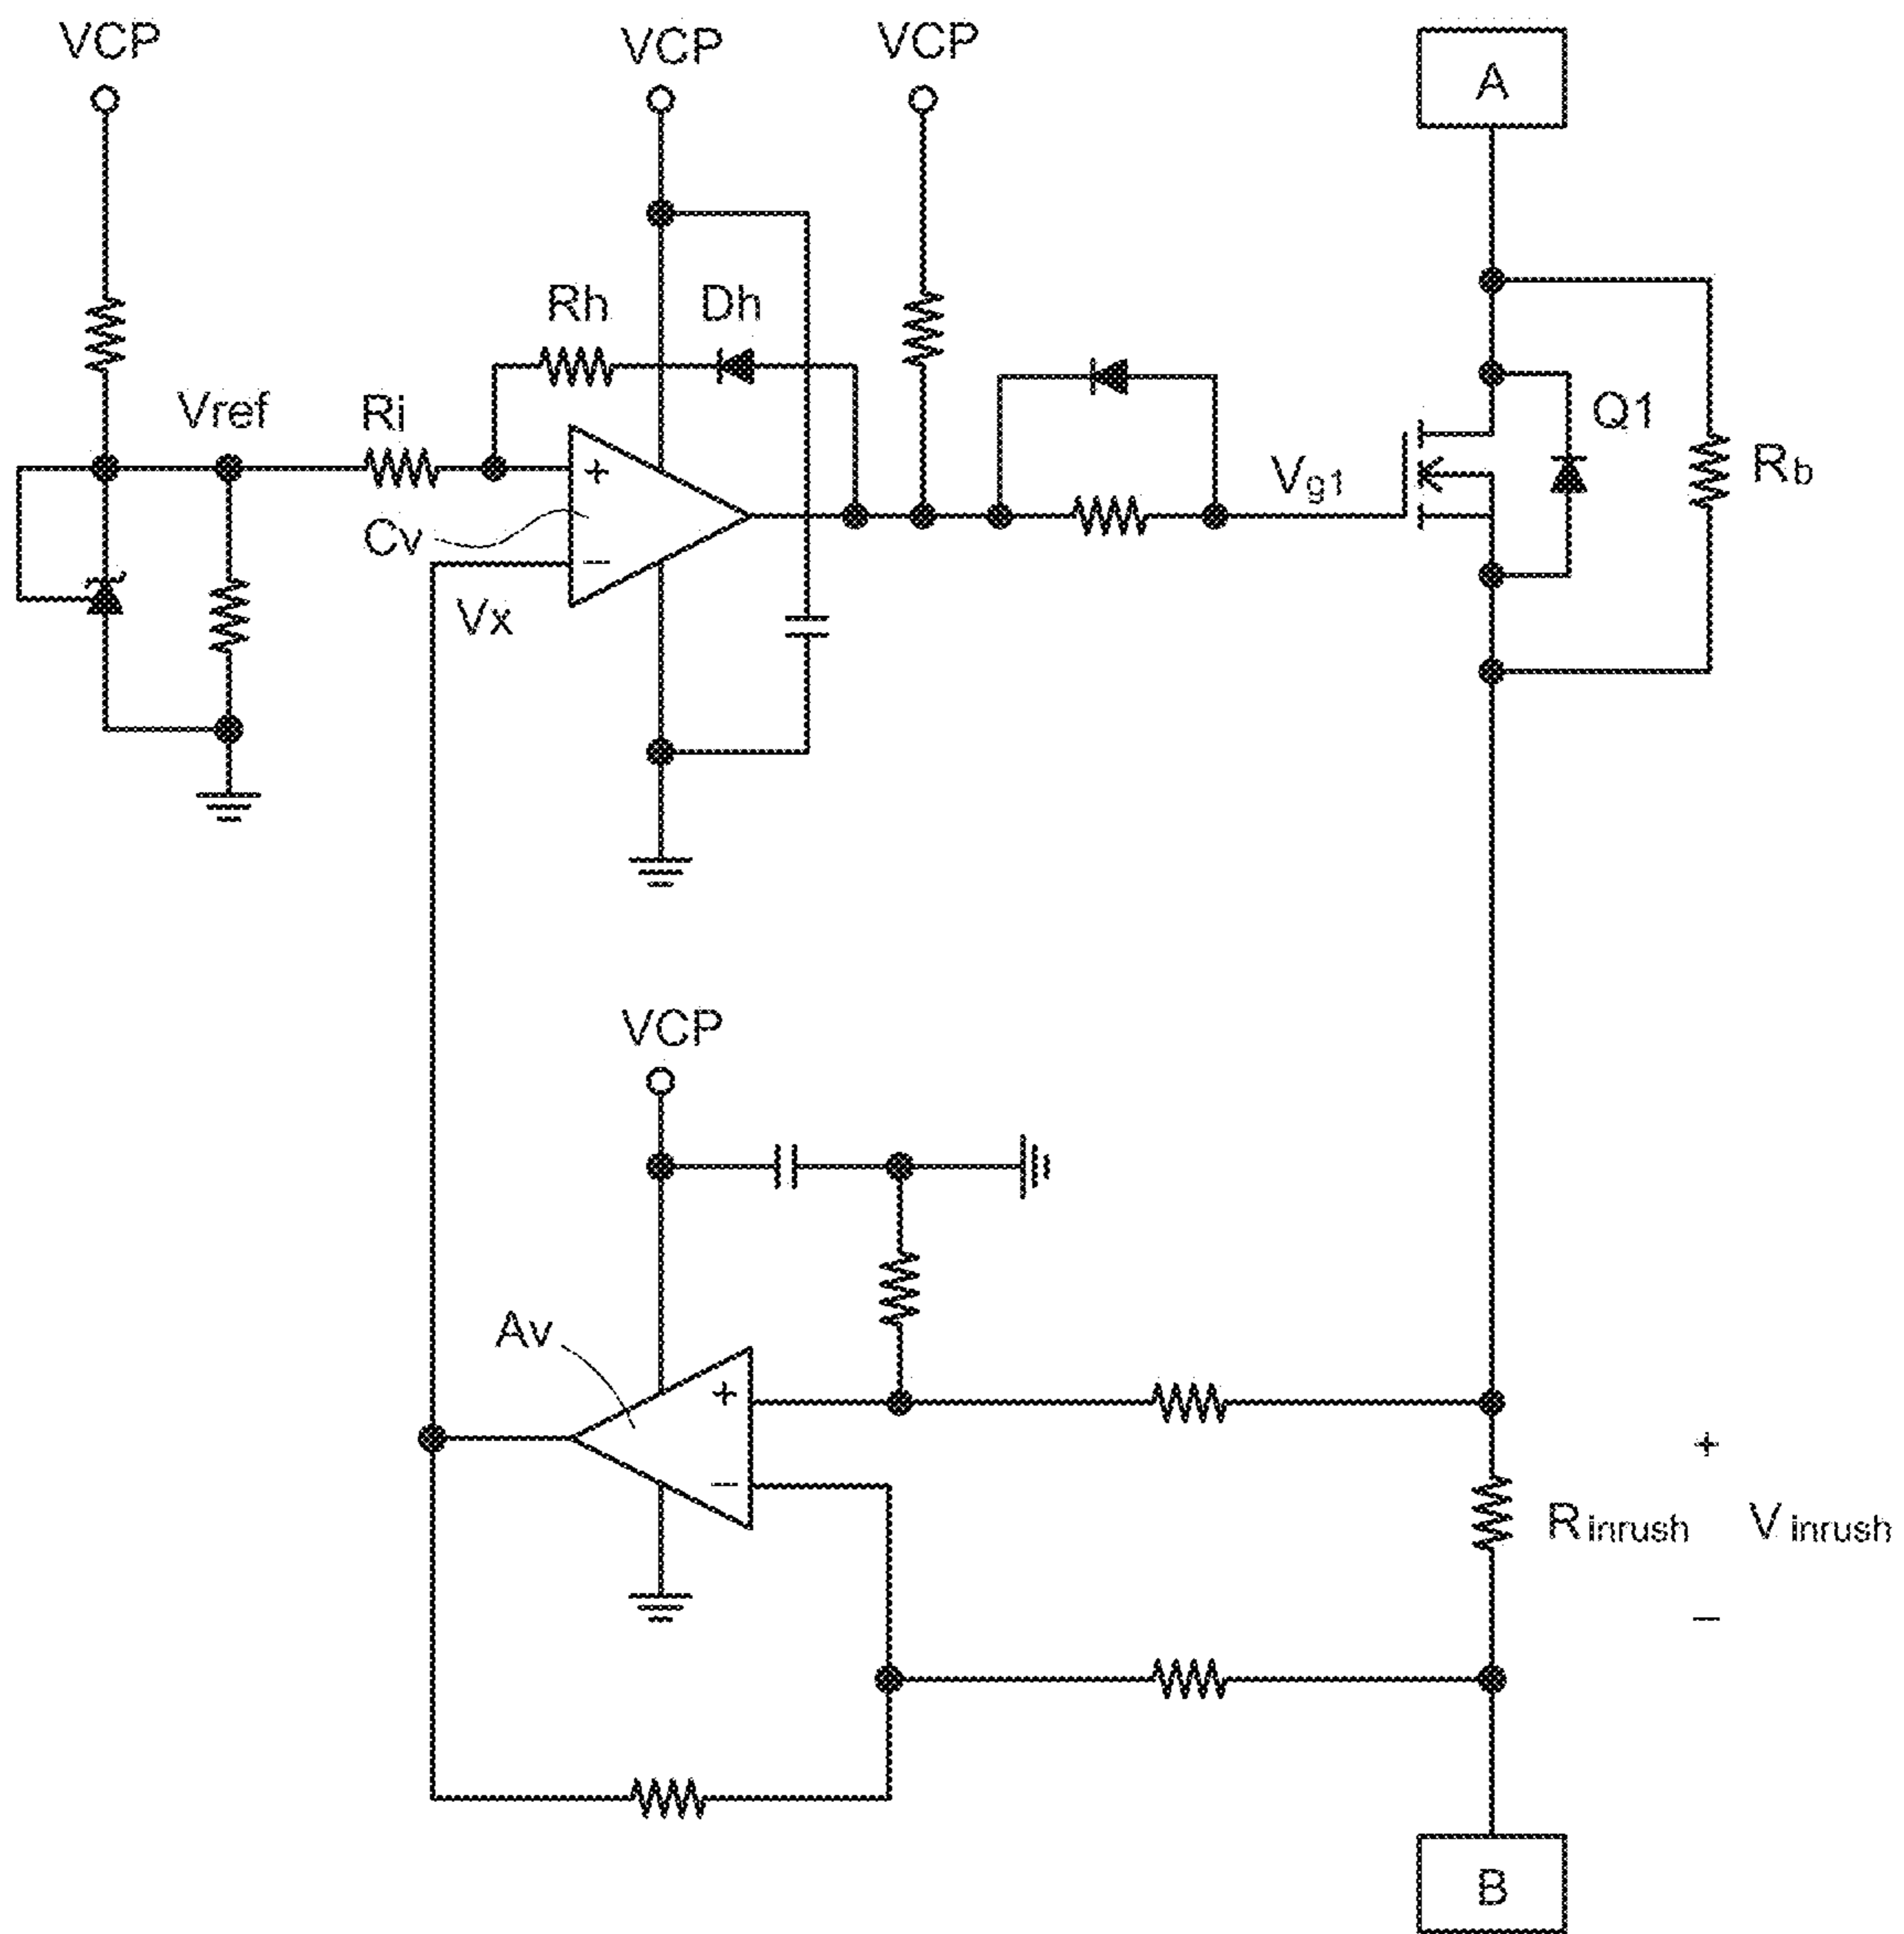 VCP
VCP
VCP
A
Rh
Dh
Vref
Ri
Q1
Rb
Vg1
+
Cv
−
Vx
VCP
Av
+
−
+
Rinrush
Vinrush
−
B